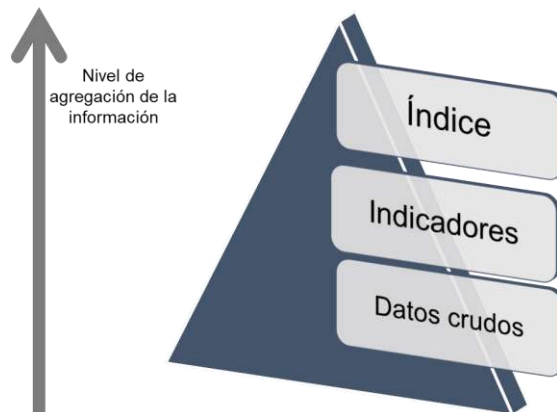 Nivel de
agregación de la
información
Índice
Indicadores
Datos crudos